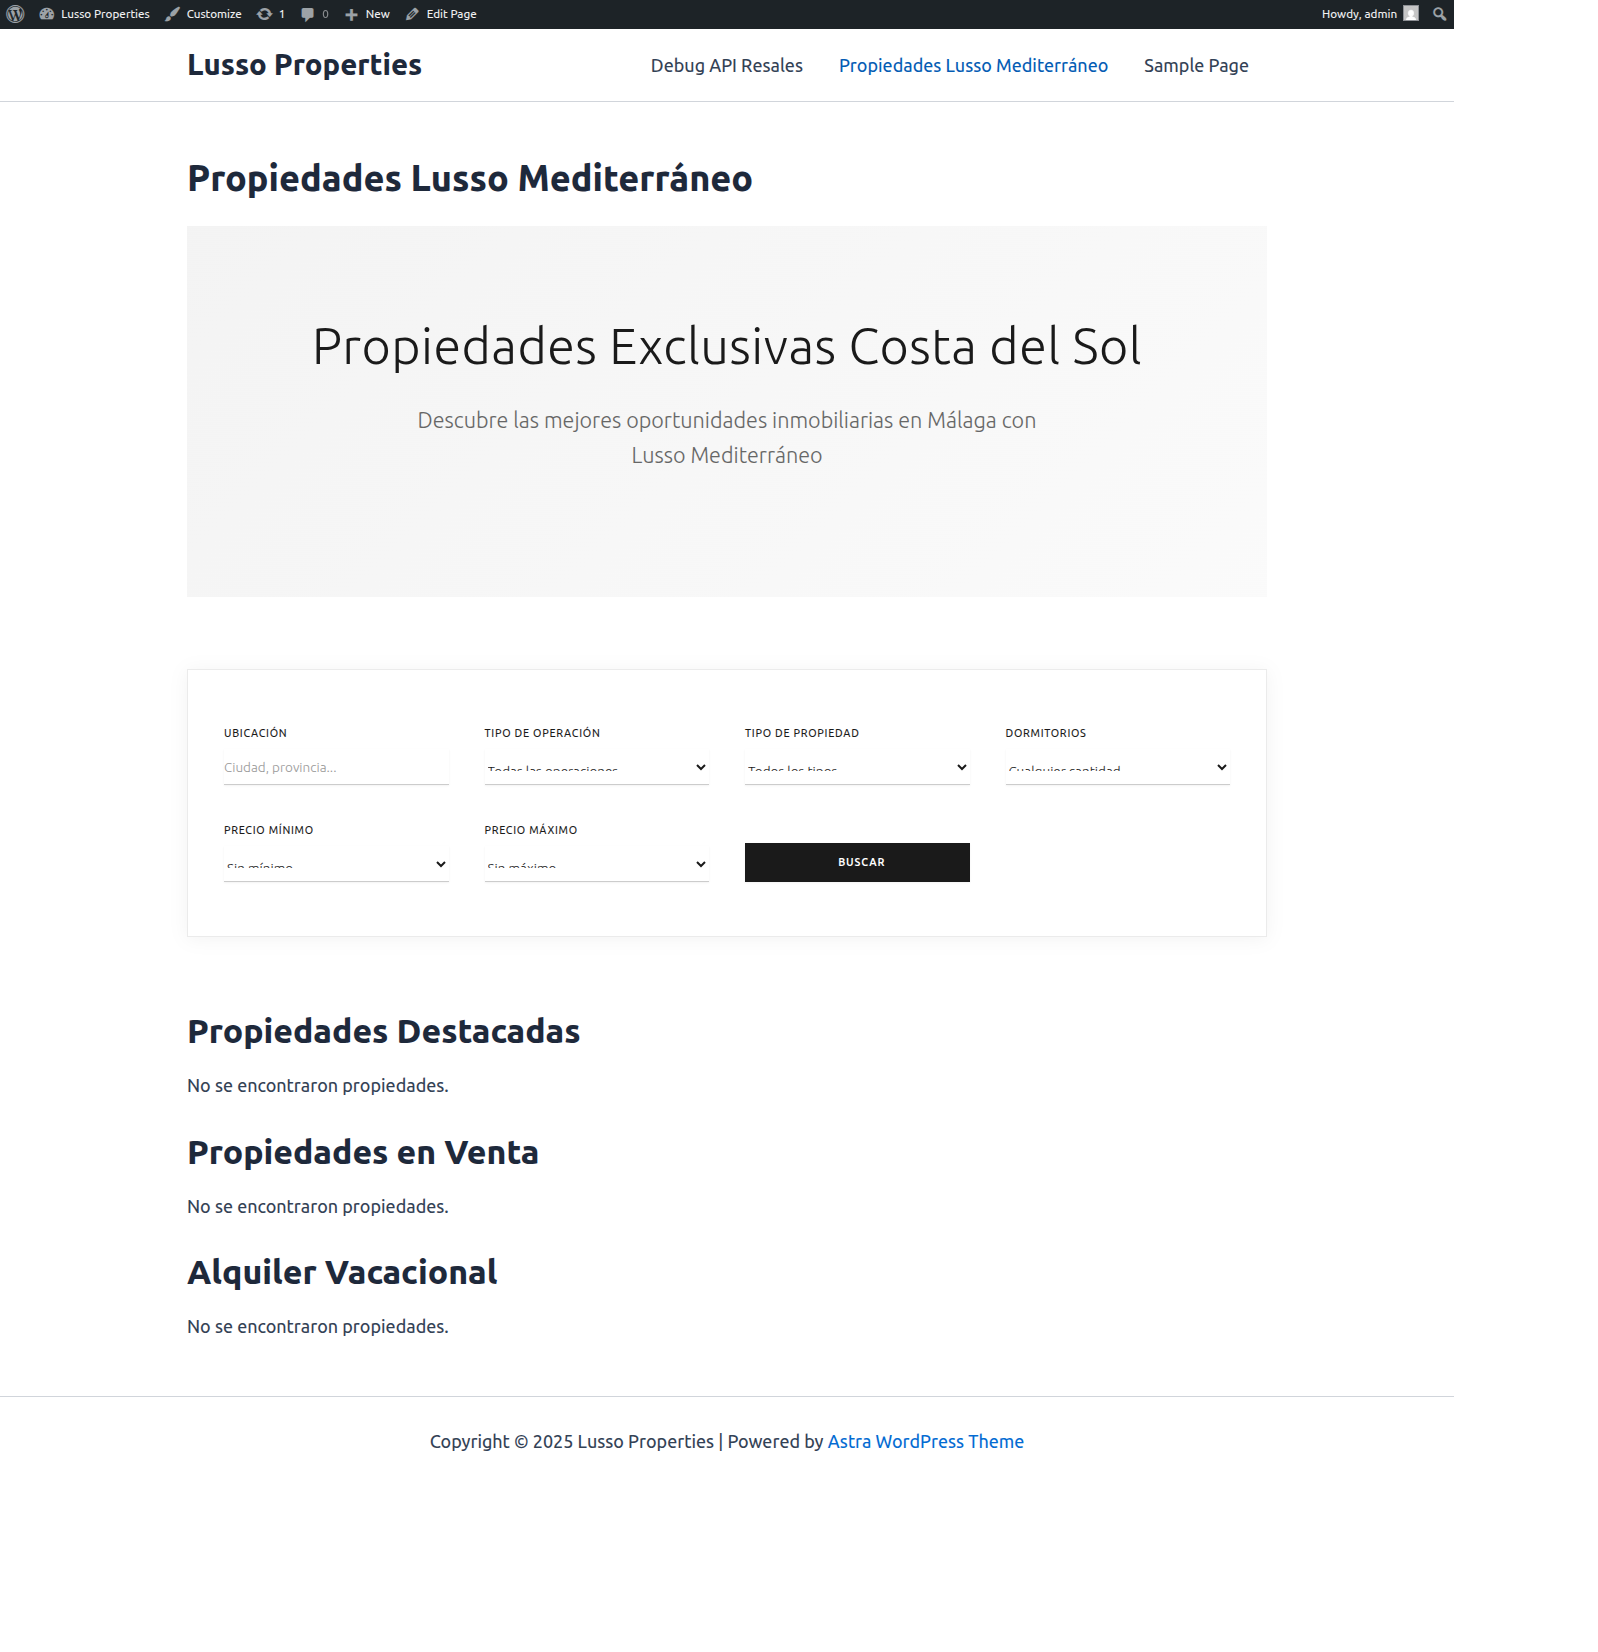 Lusso Properties Customize 1 0 New Edit Page Howdy, admin
Lusso Properties Debug API Resales Propiedades Lusso Mediterráneo Sample Page
Propiedades Lusso Mediterráneo
Propiedades Exclusivas Costa del Sol
Descubre las mejores oportunidades inmobiliarias en Málaga con
Lusso Mediterráneo
UBICACIÓN TIPO DE OPERACIÓN TIPO DE PROPIEDAD DORMITORIOS
Ciudad, provincia... Todas las operaciones Todos los tipos Cualquier cantidad
PRECIO MÍNIMO PRECIO MÁXIMO
Sin mínimo Sin máximo BUSCAR
Propiedades Destacadas
No se encontraron propiedades.
Propiedades en Venta
No se encontraron propiedades.
Alquiler Vacacional
No se encontraron propiedades.
Copyright © 2025 Lusso Properties | Powered by Astra WordPress Theme